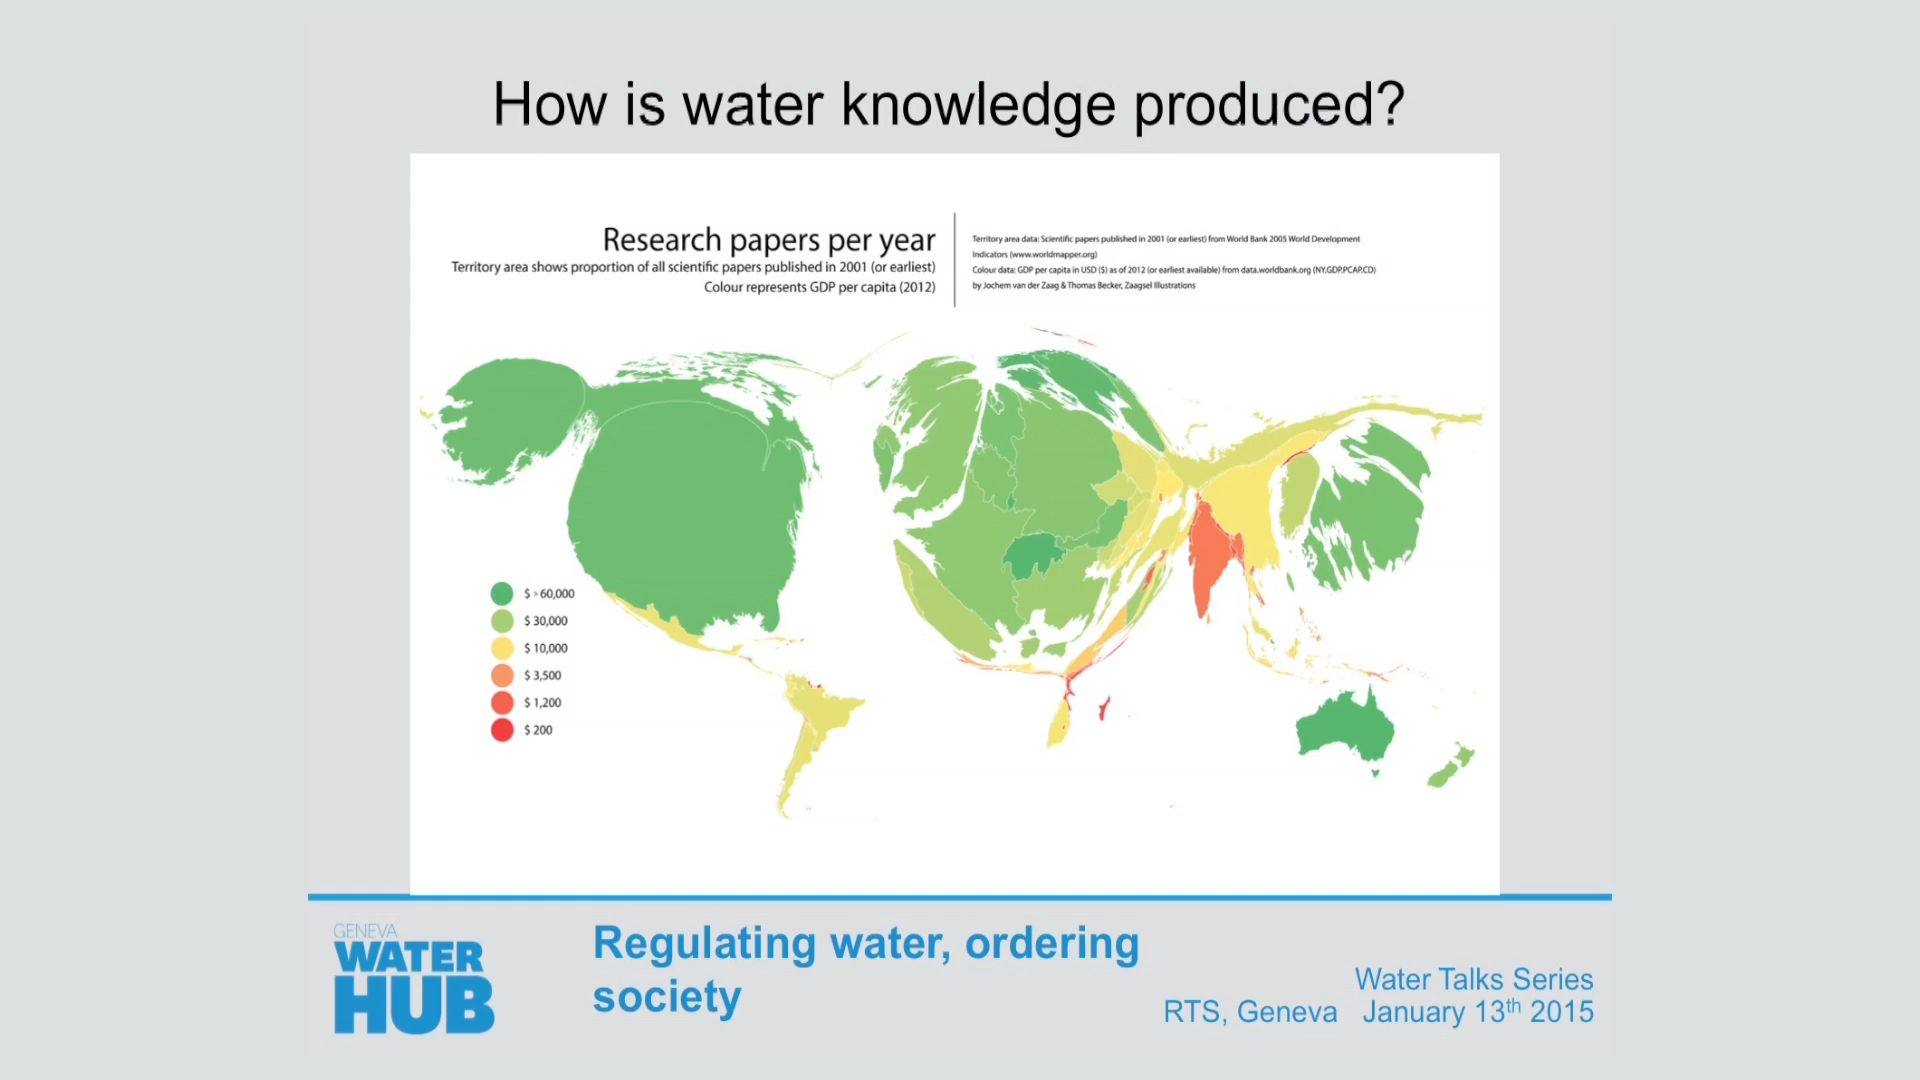 How is water knowledge produced?
Research papers per year
Territory area shows proportion of all scientific papers published in 2001 (or earliest)
Colour represents GDP per capita (2012)
Territory area data: Scientific papers published in 2001 (or earliest) from World Bank 2005 World Development
Indicators (www.worldmapper.org)
Colour data: GDP per capita in USD ($) as of 2012 (or earliest available) from data.worldbank.org (NY.GDP.PCAP.CD)
by Jochem van der Zaag & Thomas Becker, Zaagsel Illustrations
$ >60,000
$ 30,000
$ 10,000
$ 3,500
$ 1,200
$ 200
GENEVA
WATER
HUB
Regulating water, ordering
society
Water Talks Series
RTS, Geneva January 13th 2015